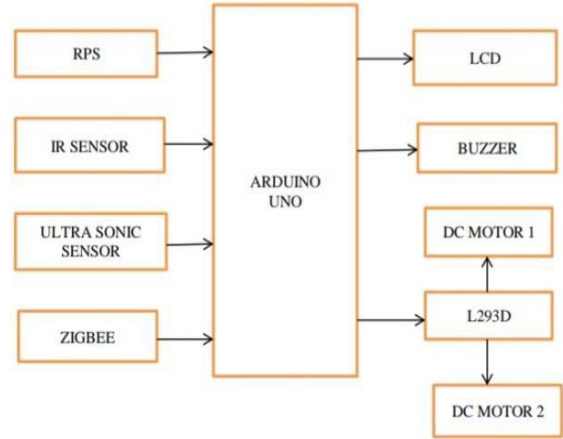 RPS
IR SENSOR
ULTRA SONIC
SENSOR
ZIGBEE
ARDUINO
UNO
LCD
BUZZER
DC MOTOR 1
L293D
DC MOTOR 2